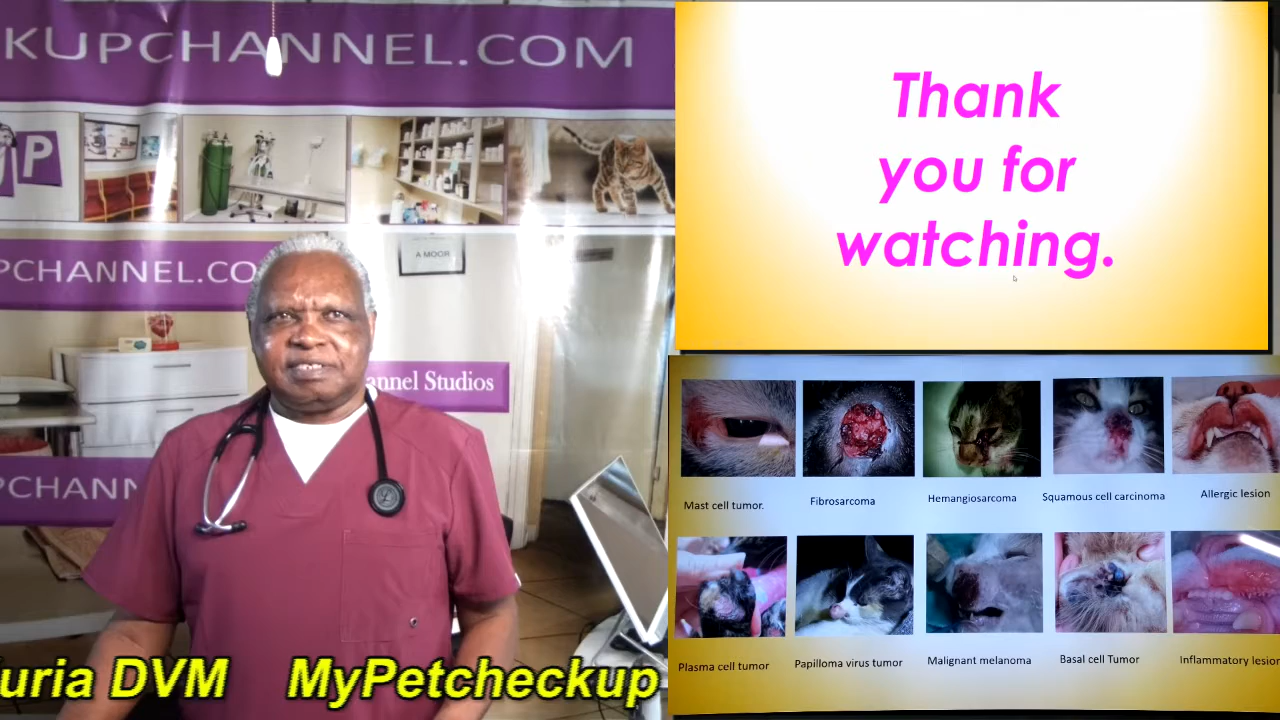 KUPCHANNEL.COM
P
PCHANNEL.CO
A MOOR
annel Studios
PCHANN
uria DVM MyPetcheckup
Thank
you for
watching.
Mast cell tumor.
Fibrosarcoma
Hemangiosarcoma
Squamous cell carcinoma
Allergic lesion
Plasma cell tumor
Papilloma virus tumor
Malignant melanoma
Basal cell Tumor
Inflammatory lesion